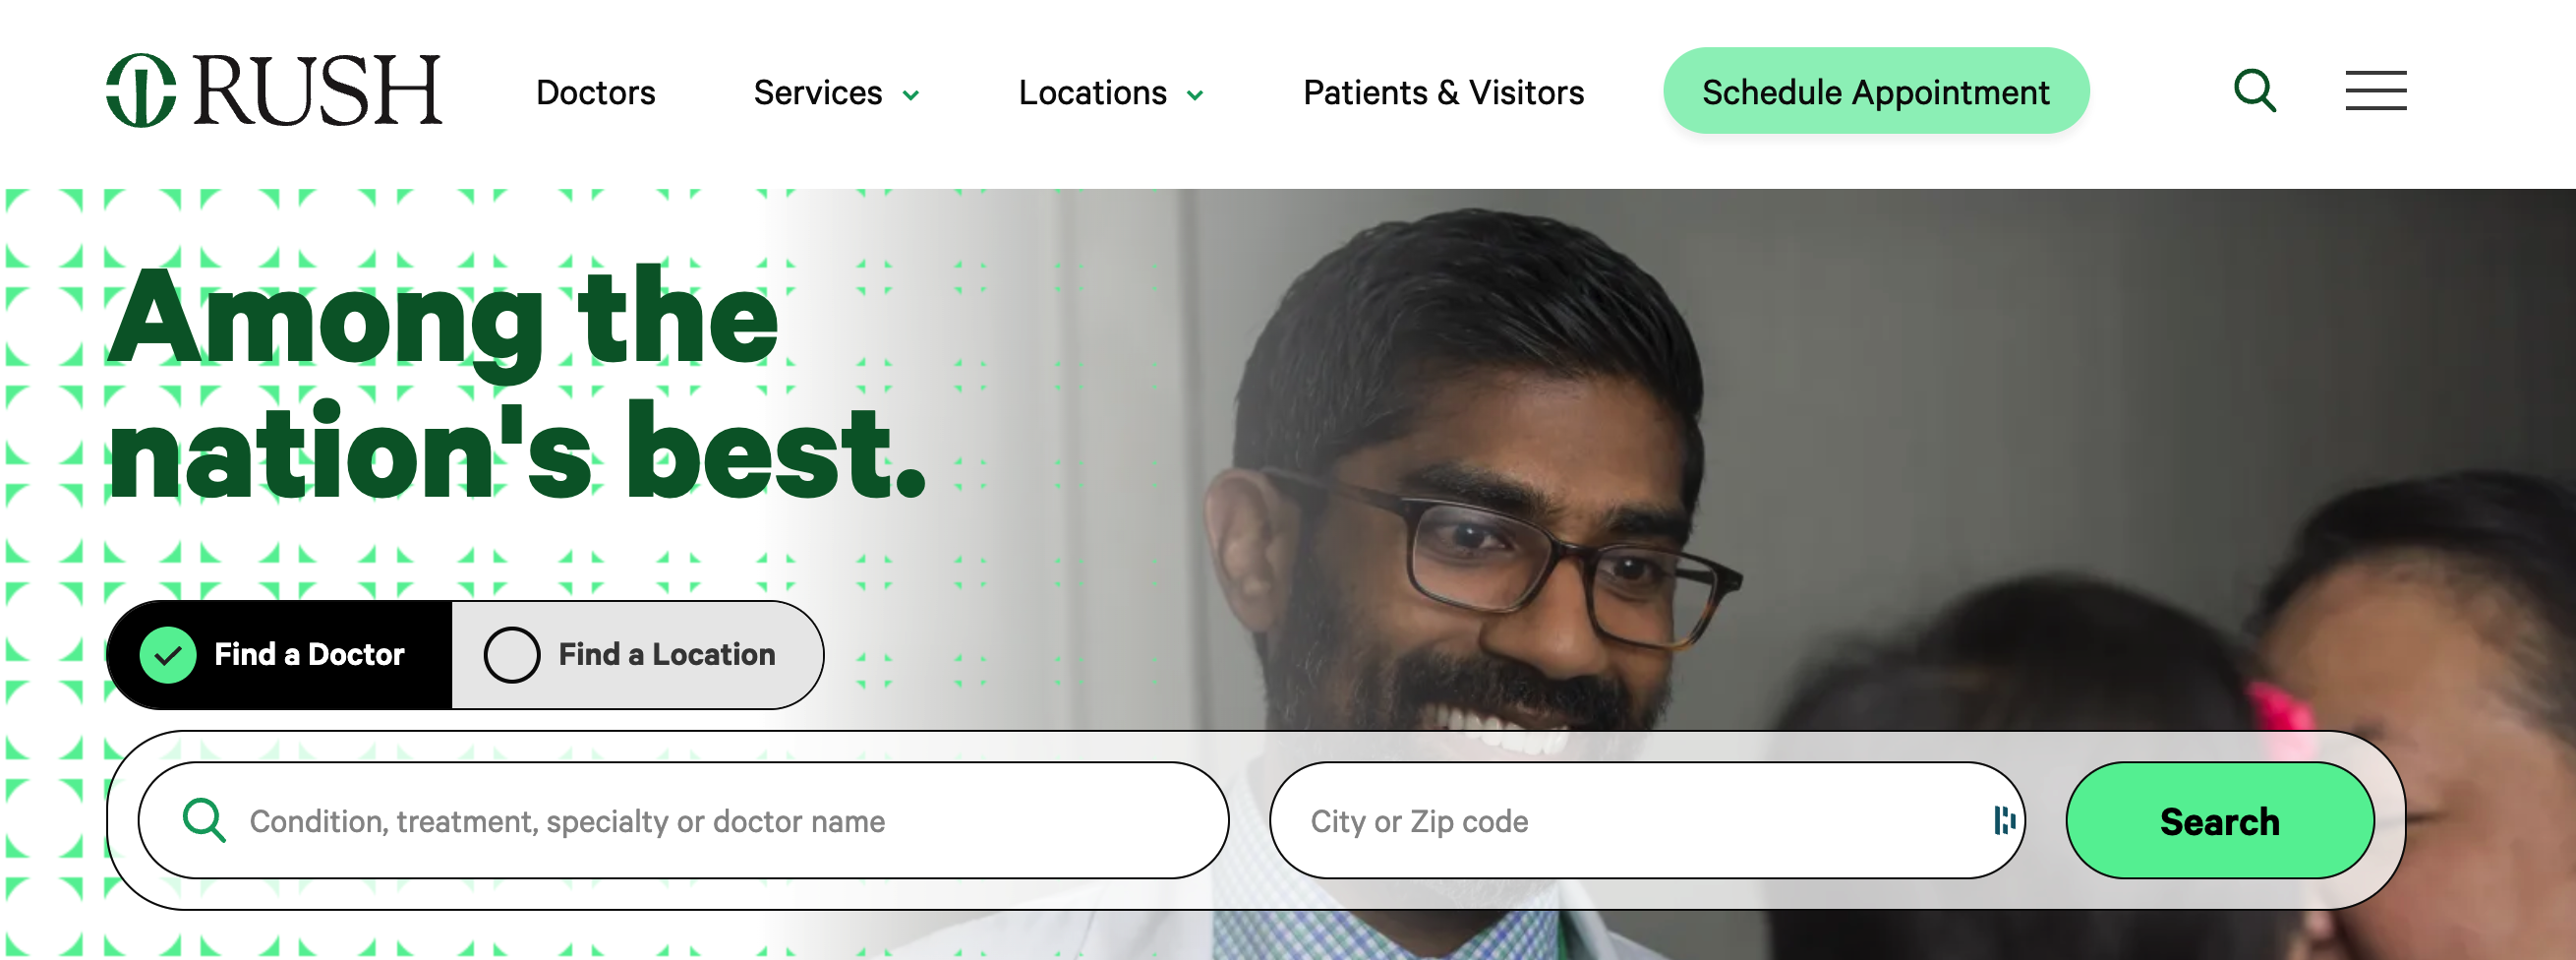 RUSH
Doctors
Services
Locations
Patients & Visitors
Schedule Appointment
Among the
nation's best.
Find a Doctor
Find a Location
Condition, treatment, specialty or doctor name
City or Zip code
Search